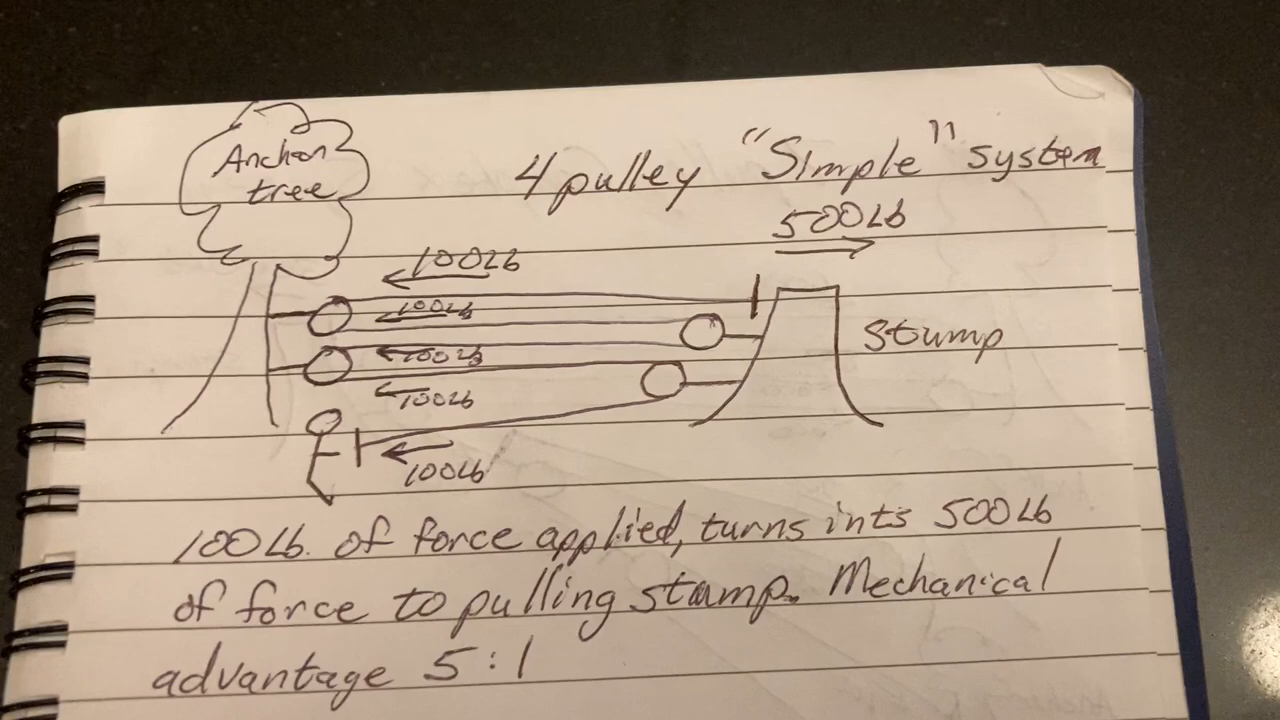 Anchor
tree
4 pulley "Simple" system
500Lb
100Lb
100Lb
100Lb
100Lb
100Lb
Stump
100Lb. of force applied, turns into 500Lb
of force to pulling stump. Mechanical
advantage 5:1